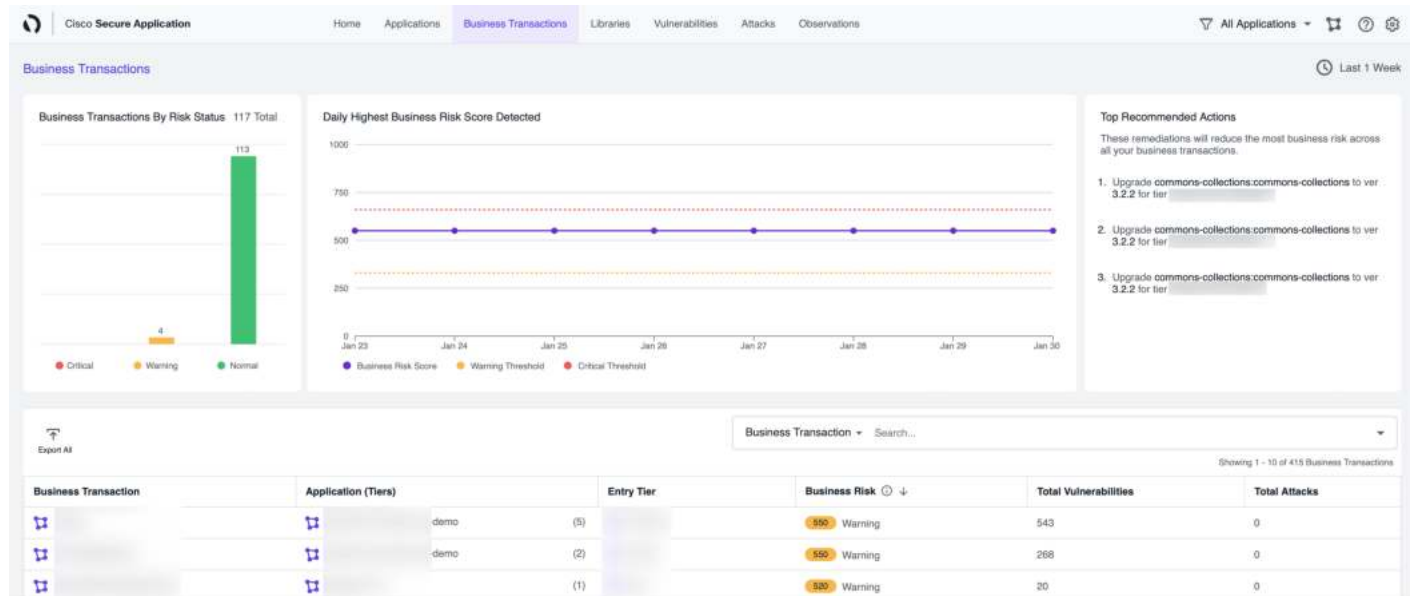 Cisco Secure Application
Home Applications Business Transactions Libraries Vulnerabilities Attacks Observations
All Applications
Business Transactions
Last 1 Week
Business Transactions By Risk Status 117 Total
113
4
Critical Warning Normal
Daily Highest Business Risk Score Detected
1000
750
500
250
0
Jan 23 Jan 24 Jan 25 Jan 26 Jan 27 Jan 28 Jan 29 Jan 30
Business Risk Score Warning Threshold Critical Threshold
Top Recommended Actions
These remediations will reduce the most business risk across
all your business transactions.
1. Upgrade commons-collections:commons-collections to ver
3.2.2 for tier
2. Upgrade commons-collections:commons-collections to ver
3.2.2 for tier
3. Upgrade commons-collections:commons-collections to ver
3.2.2 for tier
Export All
Business Transaction Search...
Showing 1 - 10 of 415 Business Transactions
Business Transaction Application (Tiers) Entry Tier Business Risk Total Vulnerabilities Total Attacks
demo (5) 550 Warning 543 0
demo (2) 550 Warning 268 0
(1) 520 Warning 20 0